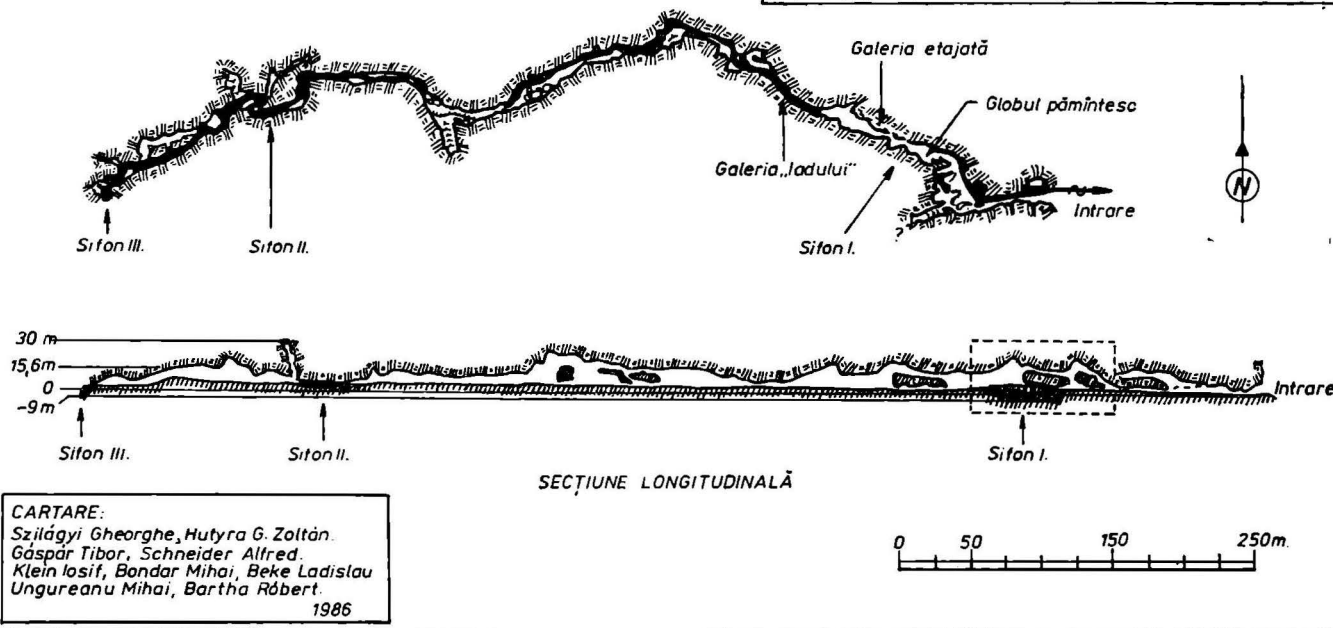 Galeria etajată
Globul pămîntesc
Galeria „Iadului"
Intrare
N
Sifon III.
Sifon II.
Sifon I.
?
30 m
15,6m
0
-9 m
Intrare
Sifon III.
Sifon II.
Sifon I.
SECȚIUNE LONGITUDINALĂ
CARTARE:
Szilágyi Gheorghe, Hutyra G. Zoltán.
Gáspár Tibor, Schneider Alfred.
Klein Iosif, Bondar Mihai, Beke Ladislau
Ungureanu Mihai, Bartha Róbert.
1986
0 50 150 250m.